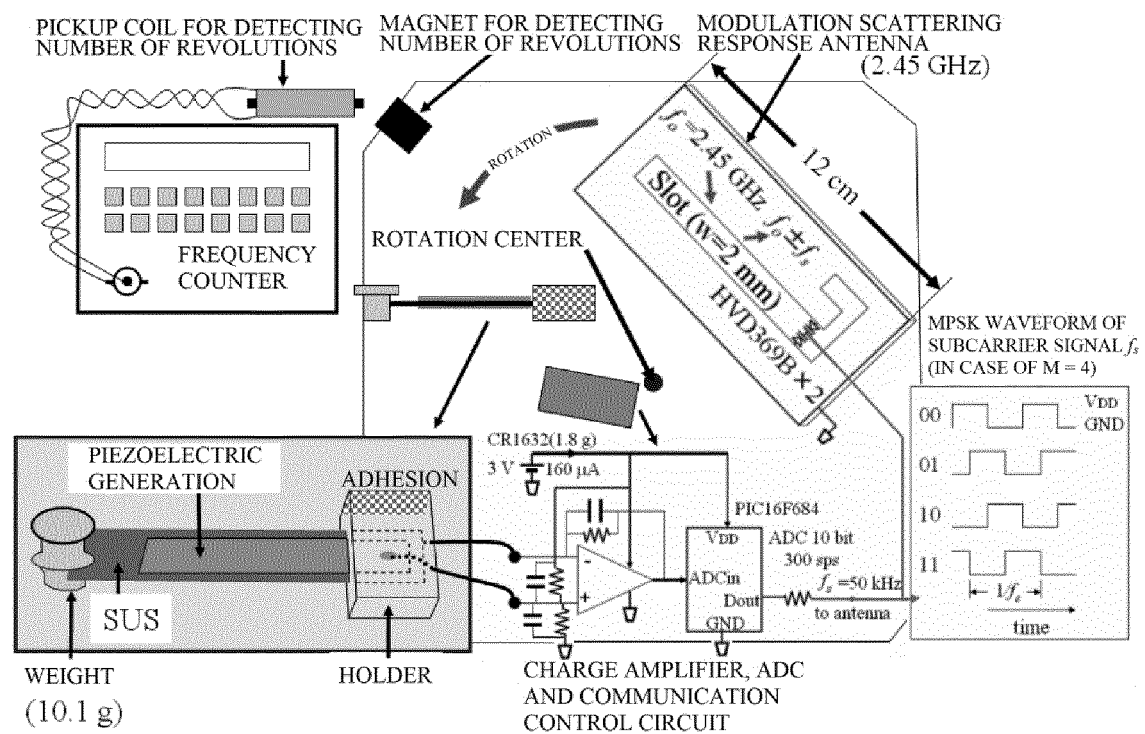 PICKUP COIL FOR DETECTING
NUMBER OF REVOLUTIONS
MAGNET FOR DETECTING
NUMBER OF REVOLUTIONS
MODULATION SCATTERING
RESPONSE ANTENNA
(2.45 GHz)
ROTATION
12 cm
fo=2.45 GHz
fo±fs
Slot (w=2 mm)
HVD369B×2
FREQUENCY
COUNTER
ROTATION CENTER
MPSK WAVEFORM OF
SUBCARRIER SIGNAL fs
(IN CASE OF M = 4)
00
VDD
GND
01
10
11
1/fs
time
PIEZOELECTRIC
GENERATION
ADHESION
SUS
WEIGHT
(10.1 g)
HOLDER
CR1632(1.8 g)
3 V
160 μA
-
+
PIC16F684
VDD
ADCin
Dout
GND
ADC 10 bit
300 sps
fs =50 kHz
to antenna
CHARGE AMPLIFIER, ADC
AND COMMUNICATION
CONTROL CIRCUIT